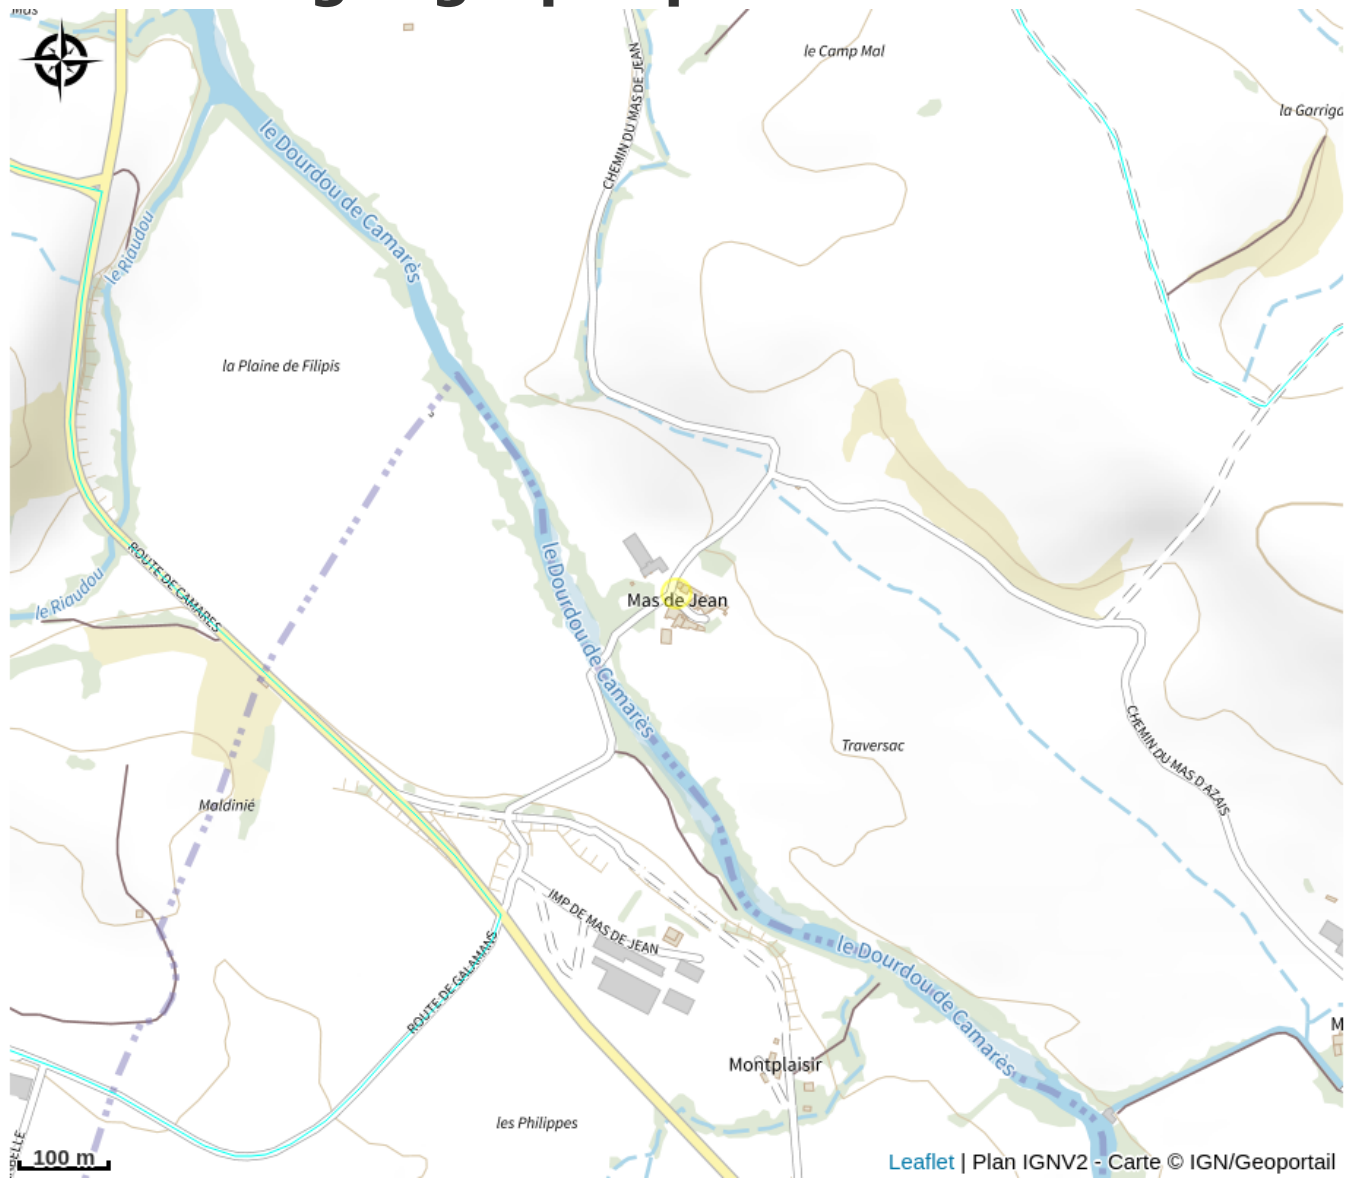 Mas
le Camp Mal
la Garriga
CHEMIN DU MAS DE JEAN
le Dourdou de Camarès
le Riaudou
la Plaine de Filipis
ROUTE DE CAMARES
le Riaudou
le Dourdou de Camarès
Mas de Jean
Traversac
CHEMIN DU MAS D AZAIS
Maldinié
IMP DE MAS DE JEAN
ROUTE DE GALAMANS
le Dourdou de Camarès
M
Montplaisir
les Philippes
BELLE
100 m
Leaflet | Plan IGNV2 - Carte © IGN/Geoportail